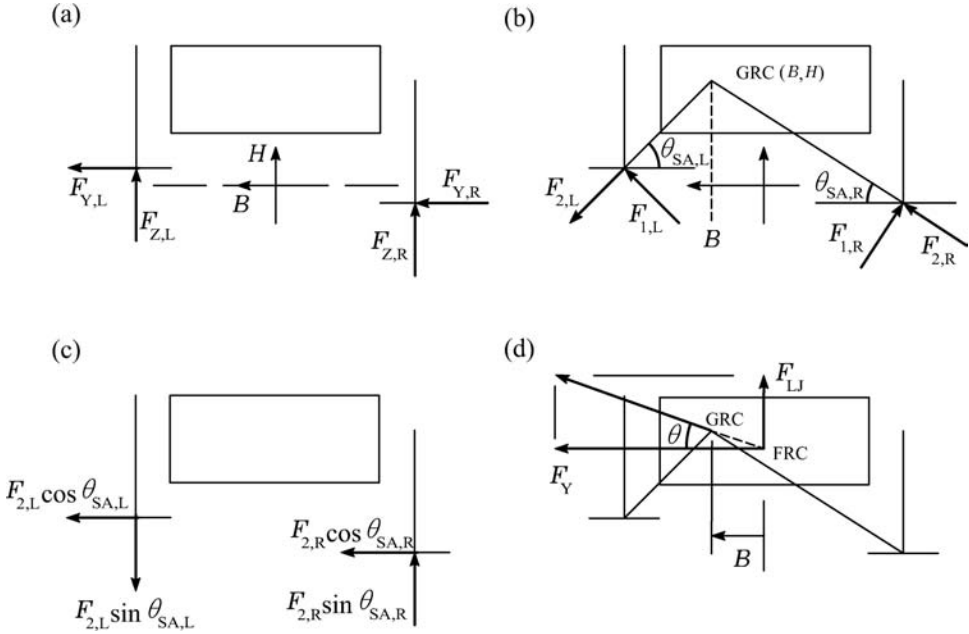 (a)
H
F_Y,L
B
F_Y,R
F_Z,L
F_Z,R
(b)
GRC (B,H)
θ_SA,L
θ_SA,R
F_2,L
F_1,L
B
F_1,R
F_2,R
(c)
F_2,L cos θ_SA,L
F_2,R cos θ_SA,R
F_2,L sin θ_SA,L
F_2,R sin θ_SA,R
(d)
F_LJ
GRC
θ
FRC
F_Y
B